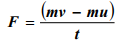 F = (mv − mu) / t